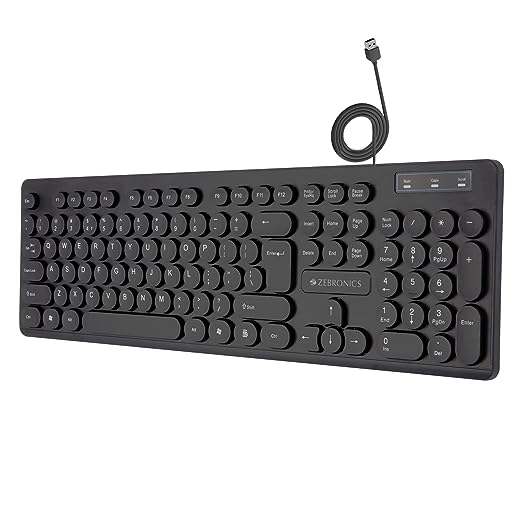 Num Caps Scroll
Esc F1 F2 F3 F4 F5 F6 F7 F8 F9 F10 F11 F12 PrtScr SysRq Scroll Lock Pause Break
← Insert Home Page Up Num Lock / * -
Q W E R T Y U I O P Enter↵ Delete End Page Down 7 Home 8 ↑ 9 PgUp +
Caps Lock A S D F G H J K L ZEBRONICS 4 ← 5 6 →
⇧Shift Z X C V B N M ⇧Shift ↑ 1 End 2 ↓ 3 PgDn Enter
Ctrl Alt Alt Ctrl ← ↓ → 0 Ins . Del